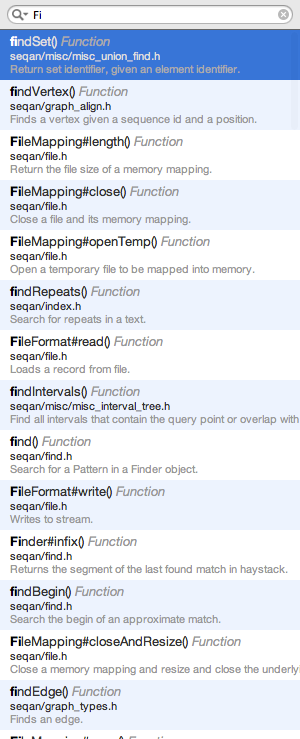 Fi
findSet() Function
seqan/misc/misc_union_find.h
Return set identifier, given an element identifier.
findVertex() Function
seqan/graph_align.h
Finds a vertex given a sequence id and a position.
FileMapping#length() Function
seqan/file.h
Return the file size of a memory mapping.
FileMapping#close() Function
seqan/file.h
Close a file and its memory mapping.
FileMapping#openTemp() Function
seqan/file.h
Open a temporary file to be mapped into memory.
findRepeats() Function
seqan/index.h
Search for repeats in a text.
FileFormat#read() Function
seqan/file.h
Loads a record from file.
findIntervals() Function
seqan/misc/misc_interval_tree.h
Find all intervals that contain the query point or overlap with
find() Function
seqan/find.h
Search for a Pattern in a Finder object.
FileFormat#write() Function
seqan/file.h
Writes to stream.
Finder#infix() Function
seqan/find.h
Returns the segment of the last found match in haystack.
findBegin() Function
seqan/find.h
Search the begin of an approximate match.
FileMapping#closeAndResize() Function
seqan/file.h
Close a memory mapping and resize and close the underly
findEdge() Function
seqan/graph_types.h
Finds an edge.